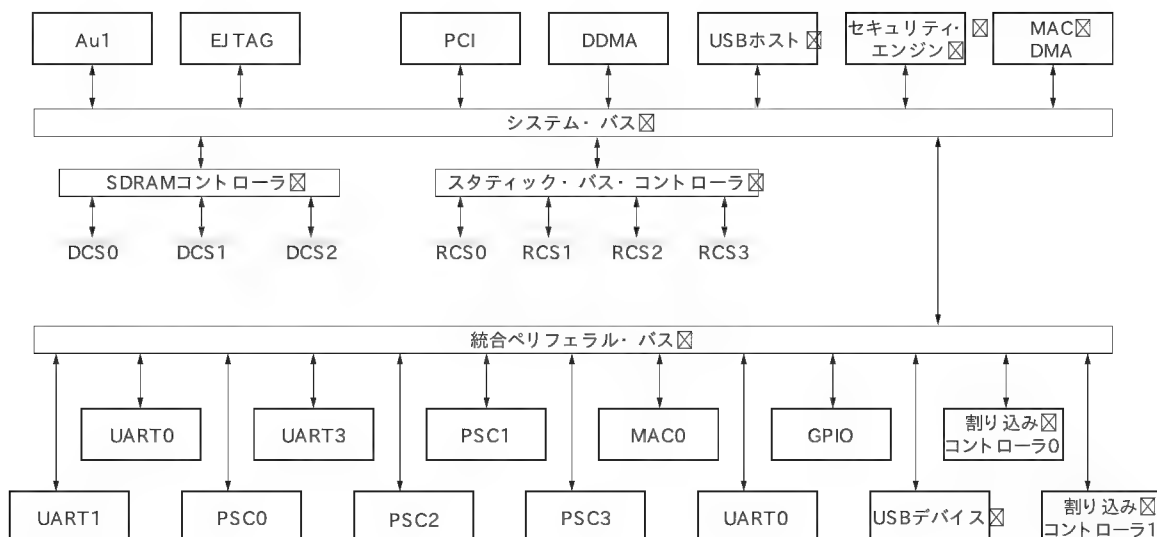 Au1
EJTAG
PCI
DDMA
USBホスト
セキュリティ・
エンジン
MAC
DMA
システム・バス
SDRAMコントローラ
スタティック・バス・コントローラ
DCS0
DCS1
DCS2
RCS0
RCS1
RCS2
RCS3
統合ペリフェラル・バス
UART0
UART3
PSC1
MAC0
GPIO
割り込み
コントローラ0
UART1
PSC0
PSC2
PSC3
UART0
USBデバイス
割り込み
コントローラ1